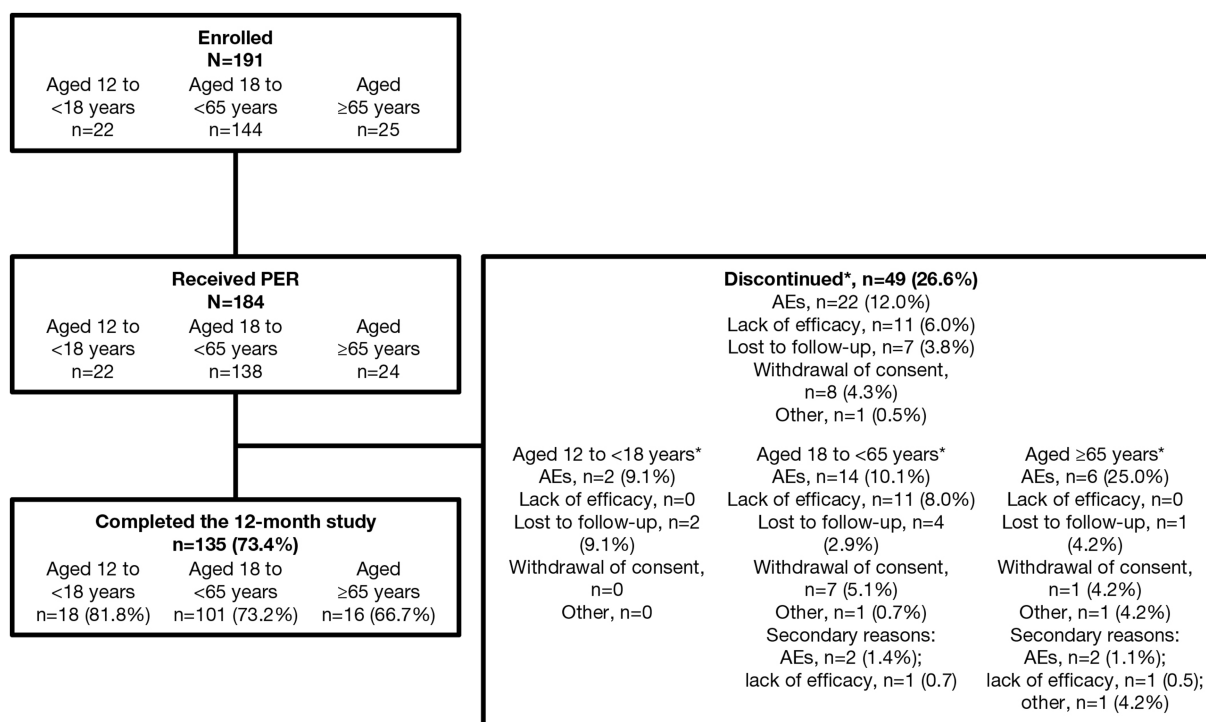 Enrolled
N=191
Aged 12 to
<18 years
n=22
Aged 18 to
<65 years
n=144
Aged
≥65 years
n=25
Received PER
N=184
Aged 12 to
<18 years
n=22
Aged 18 to
<65 years
n=138
Aged
≥65 years
n=24
Discontinued*, n=49 (26.6%)
AEs, n=22 (12.0%)
Lack of efficacy, n=11 (6.0%)
Lost to follow-up, n=7 (3.8%)
Withdrawal of consent,
n=8 (4.3%)
Other, n=1 (0.5%)
Aged 12 to <18 years*
AEs, n=2 (9.1%)
Lack of efficacy, n=0
Lost to follow-up, n=2
(9.1%)
Withdrawal of consent,
n=0
Other, n=0
Aged 18 to <65 years*
AEs, n=14 (10.1%)
Lack of efficacy, n=11 (8.0%)
Lost to follow-up, n=4
(2.9%)
Withdrawal of consent,
n=7 (5.1%)
Other, n=1 (0.7%)
Secondary reasons:
AEs, n=2 (1.4%);
lack of efficacy, n=1 (0.7)
Aged ≥65 years*
AEs, n=6 (25.0%)
Lack of efficacy, n=0
Lost to follow-up, n=1
(4.2%)
Withdrawal of consent,
n=1 (4.2%)
Other, n=1 (4.2%)
Secondary reasons:
AEs, n=2 (1.1%);
lack of efficacy, n=1 (0.5);
other, n=1 (4.2%)
Completed the 12-month study
n=135 (73.4%)
Aged 12 to
<18 years
n=18 (81.8%)
Aged 18 to
<65 years
n=101 (73.2%)
Aged
≥65 years
n=16 (66.7%)